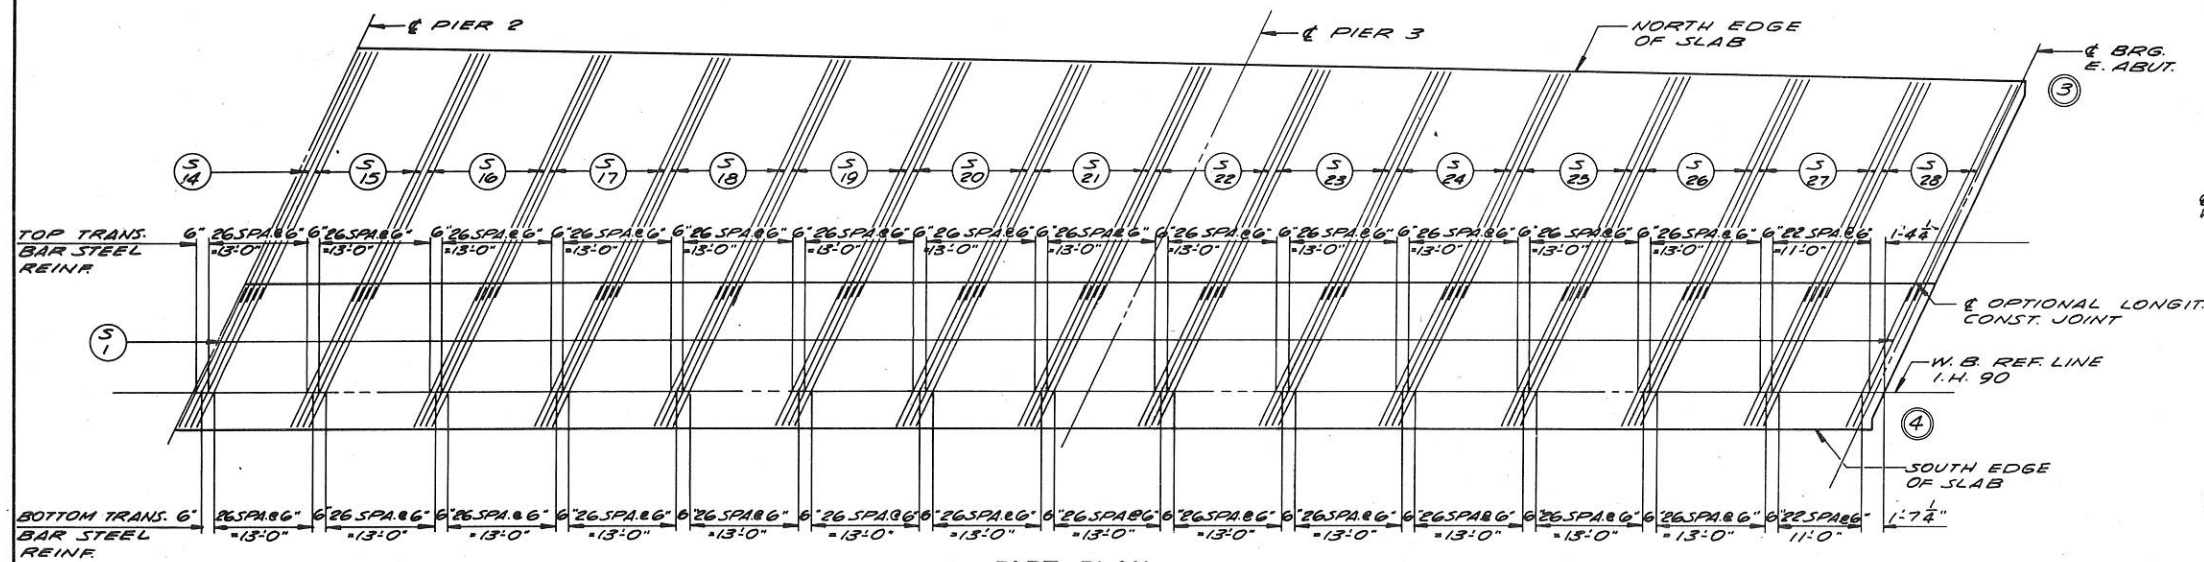 ℄ PIER 2
℄ PIER 3
NORTH EDGE
OF SLAB
℄ BRG.
E. ABUT.
3
S
14
S
15
S
16
S
17
S
18
S
19
S
20
S
21
S
22
S
23
S
24
S
25
S
26
S
27
S
28
TOP TRANS.
BAR STEEL
REINF.
6" 26 SPA.@6" 6" 26 SPA.@6" 6" 26 SPA.@6" 6" 26 SPA.@6" 6" 26 SPA.@6" 6" 26 SPA.@6" 6" 26 SPA.@6" 6" 26 SPA.@6" 6" 26 SPA.@6" 6" 26 SPA.@6" 6" 26 SPA.@6" 6" 26 SPA.@6" 6" 26 SPA.@6" 6" 22 SPA.@6" 1'-4¼"
=13'-0" =13'-0" =13'-0" =13'-0" =13'-0" =13'-0" =13'-0" =13'-0" =13'-0" =13'-0" =13'-0" =13'-0" =13'-0" =11'-0"
℄ OPTIONAL LONGIT.
CONST. JOINT
S
1
W.B. REF. LINE
I.H. 90
4
SOUTH EDGE
OF SLAB
BOTTOM TRANS.
BAR STEEL
REINF.
6" 26 SPA.@6" 6" 26 SPA.@6" 6" 26 SPA.@6" 6" 26 SPA.@6" 6" 26 SPA.@6" 6" 26 SPA.@6" 6" 26 SPA.@6" 6" 26 SPA.@6" 6" 26 SPA.@6" 6" 26 SPA.@6" 6" 26 SPA.@6" 6" 26 SPA.@6" 6" 26 SPA.@6" 6" 22 SPA@6" 1'-7¼"
=13'-0" =13'-0" =13'-0" =13'-0" =13'-0" =13'-0" =13'-0" =13'-0" =13'-0" =13'-0" =13'-0" =13'-0" =13'-0" 11'-0"